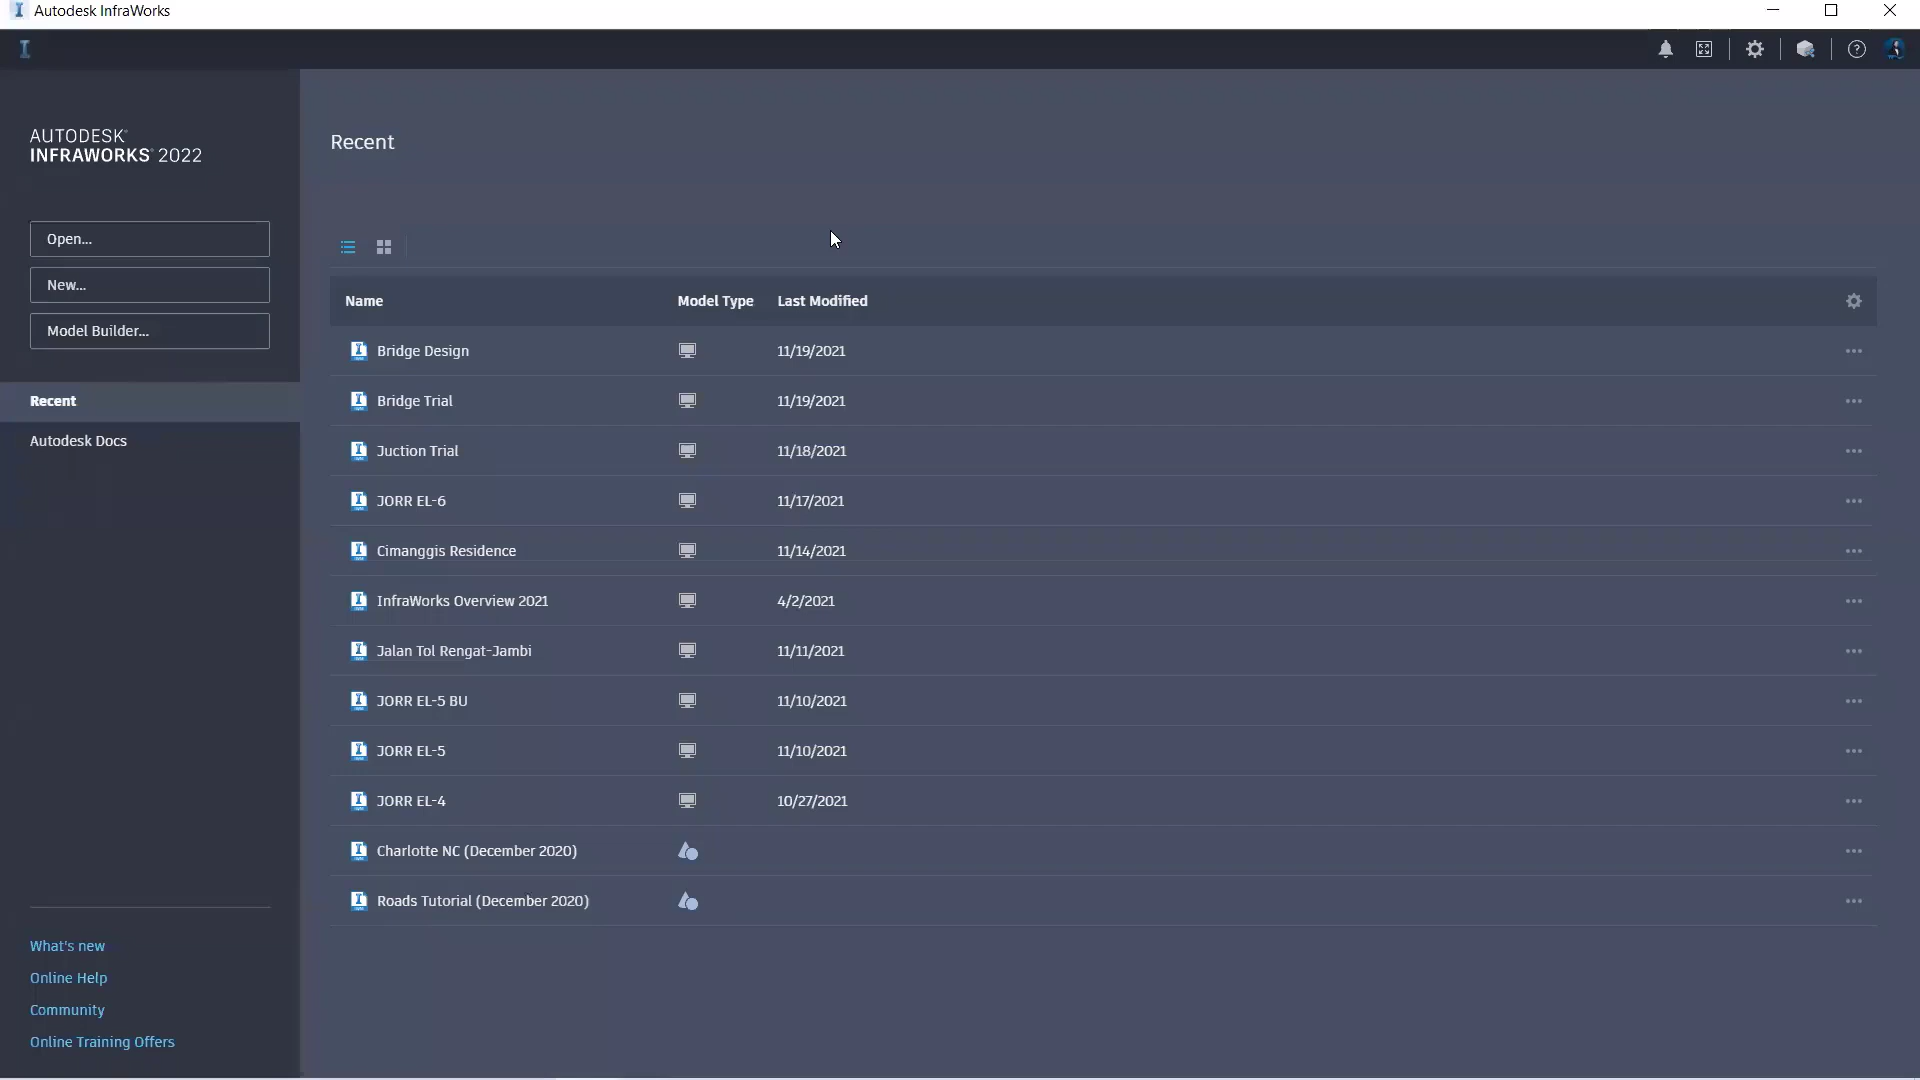 Autodesk InfraWorks
AUTODESK®
INFRAWORKS® 2022
Open...
New...
Model Builder...
Recent
Autodesk Docs
What's new
Online Help
Community
Online Training Offers
Recent
Name Model Type Last Modified
Bridge Design 11/19/2021
Bridge Trial 11/19/2021
Juction Trial 11/18/2021
JORR EL-6 11/17/2021
Cimanggis Residence 11/14/2021
InfraWorks Overview 2021 4/2/2021
Jalan Tol Rengat-Jambi 11/11/2021
JORR EL-5 BU 11/10/2021
JORR EL-5 11/10/2021
JORR EL-4 10/27/2021
Charlotte NC (December 2020)
Roads Tutorial (December 2020)